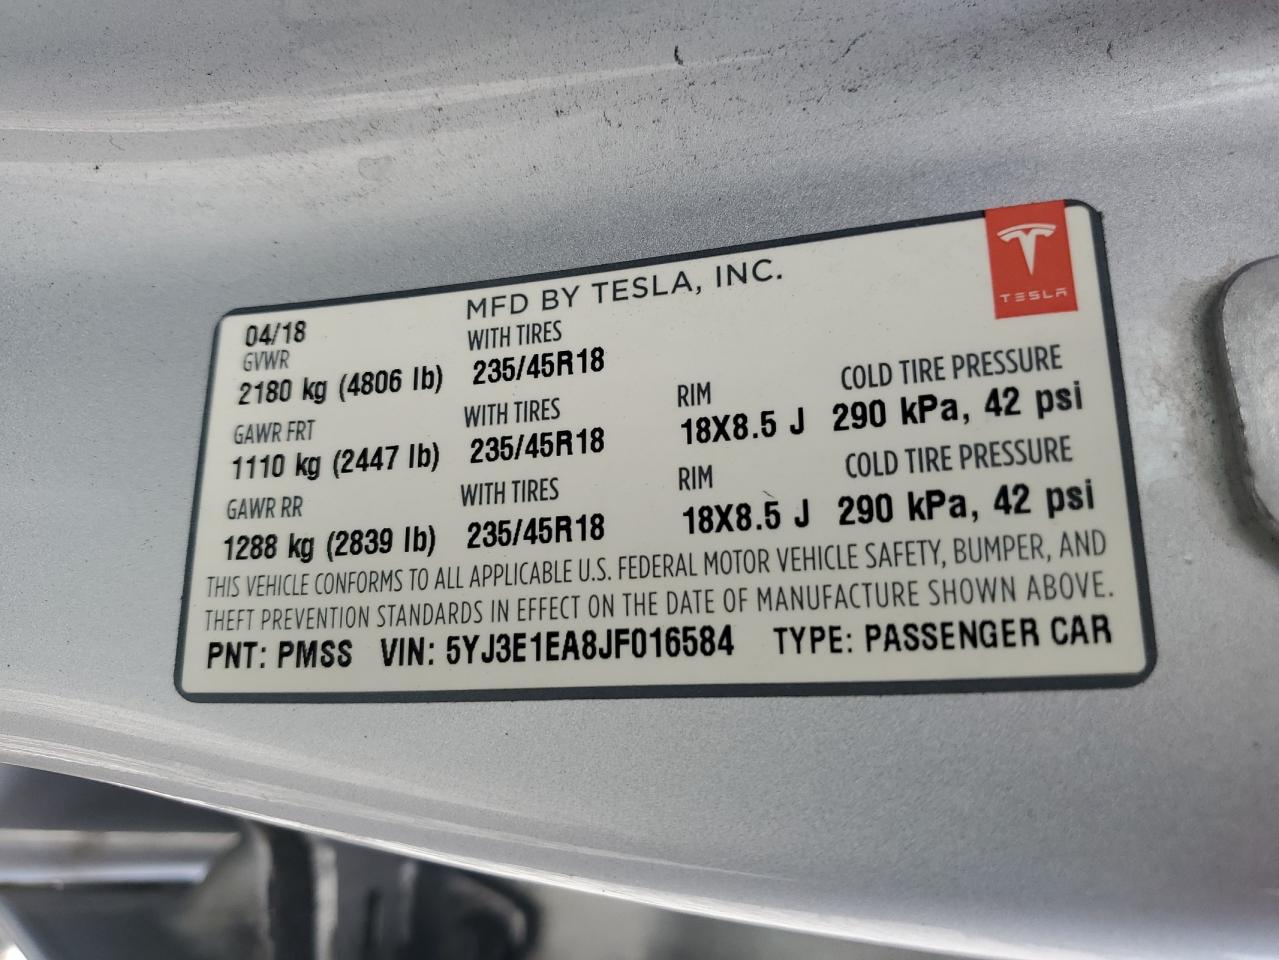 MFD BY TESLA, INC.
TESLA
04/18
GVWR WITH TIRES
2180 kg (4806 lb) 235/45R18
GAWR FRT WITH TIRES RIM COLD TIRE PRESSURE
1110 kg (2447 lb) 235/45R18 18X8.5 J 290 kPa, 42 psi
GAWR RR WITH TIRES RIM COLD TIRE PRESSURE
1288 kg (2839 lb) 235/45R18 18X8.5 J 290 kPa, 42 psi
THIS VEHICLE CONFORMS TO ALL APPLICABLE U.S. FEDERAL MOTOR VEHICLE SAFETY, BUMPER, AND
THEFT PREVENTION STANDARDS IN EFFECT ON THE DATE OF MANUFACTURE SHOWN ABOVE.
PNT: PMSS VIN: 5YJ3E1EA8JF016584 TYPE: PASSENGER CAR